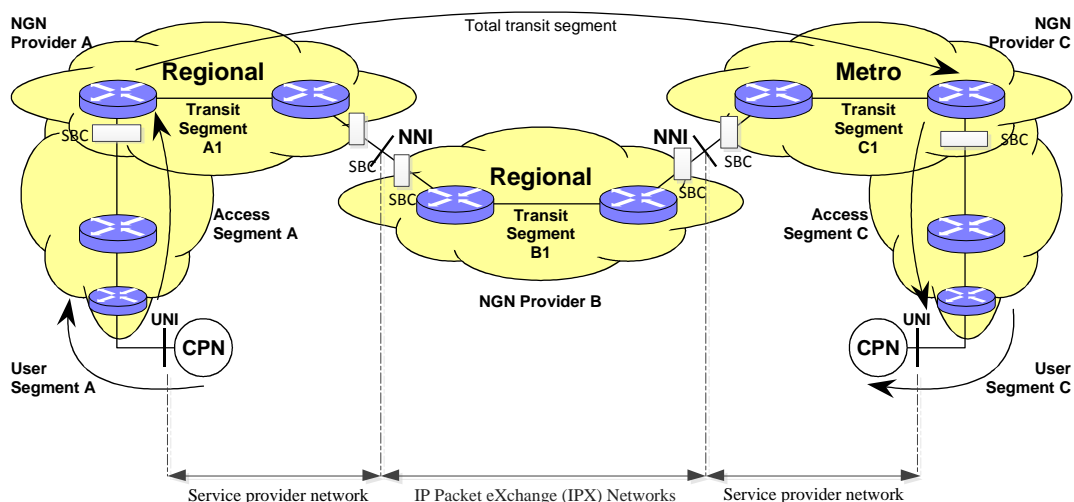 NGN
Provider A
Total transit segment
NGN
Provider C
Regional
Metro
Transit
Segment
A1
Transit
Segment
C1
SBC
SBC
NNI
NNI
SBC
SBC
SBC
SBC
Regional
Transit
Segment
B1
Access
Segment A
Access
Segment C
NGN Provider B
UNI
UNI
CPN
CPN
User
Segment A
User
Segment C
Service provider network
IP Packet eXchange (IPX) Networks
Service provider network